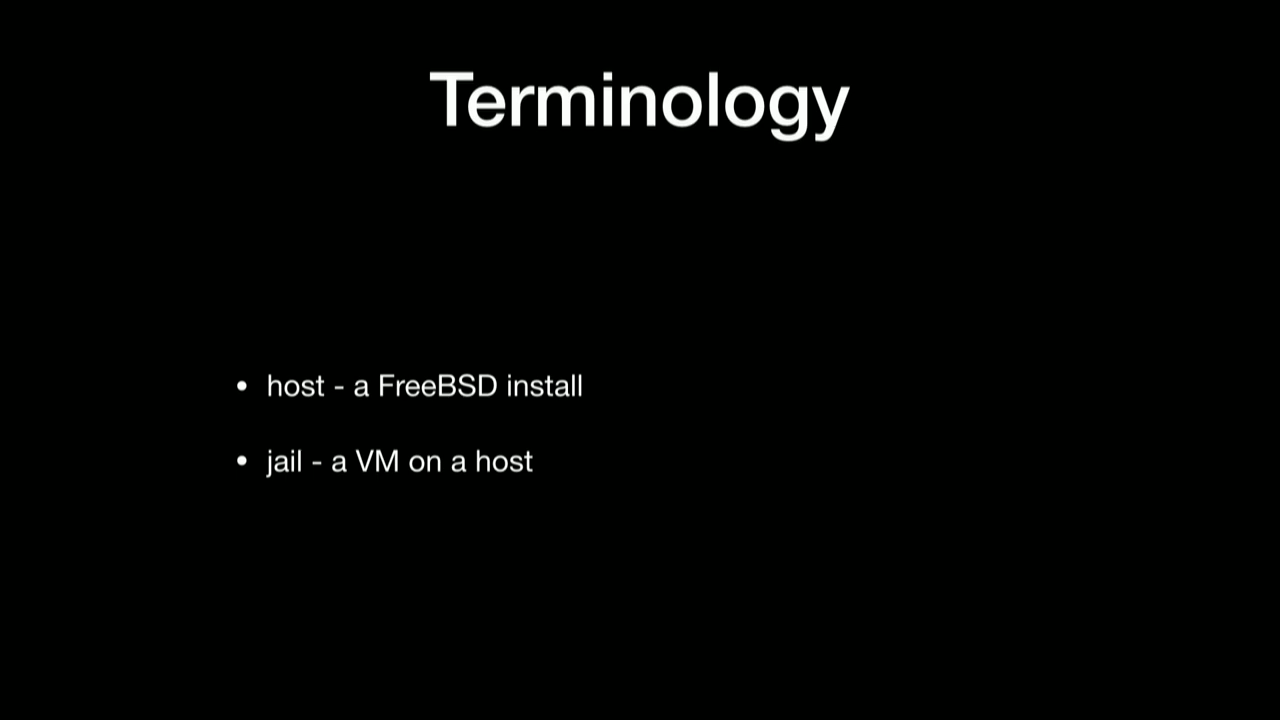 Terminology
• host - a FreeBSD install
• jail - a VM on a host